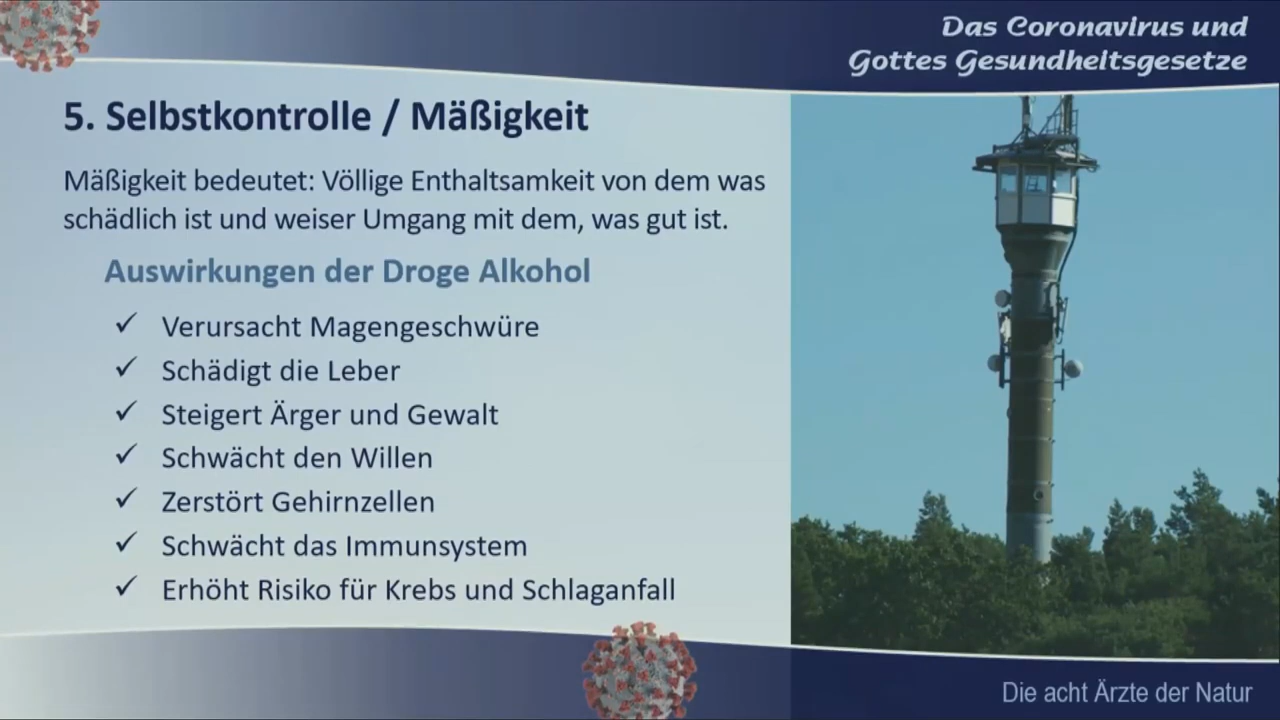 Das Coronavirus und
Gottes Gesundheitsgesetze
5. Selbstkontrolle / Mäßigkeit
Mäßigkeit bedeutet: Völlige Enthaltsamkeit von dem was
schädlich ist und weiser Umgang mit dem, was gut ist.
Auswirkungen der Droge Alkohol
✓ Verursacht Magengeschwüre
✓ Schädigt die Leber
✓ Steigert Ärger und Gewalt
✓ Schwächt den Willen
✓ Zerstört Gehirnzellen
✓ Schwächt das Immunsystem
✓ Erhöht Risiko für Krebs und Schlaganfall
Die acht Ärzte der Natur